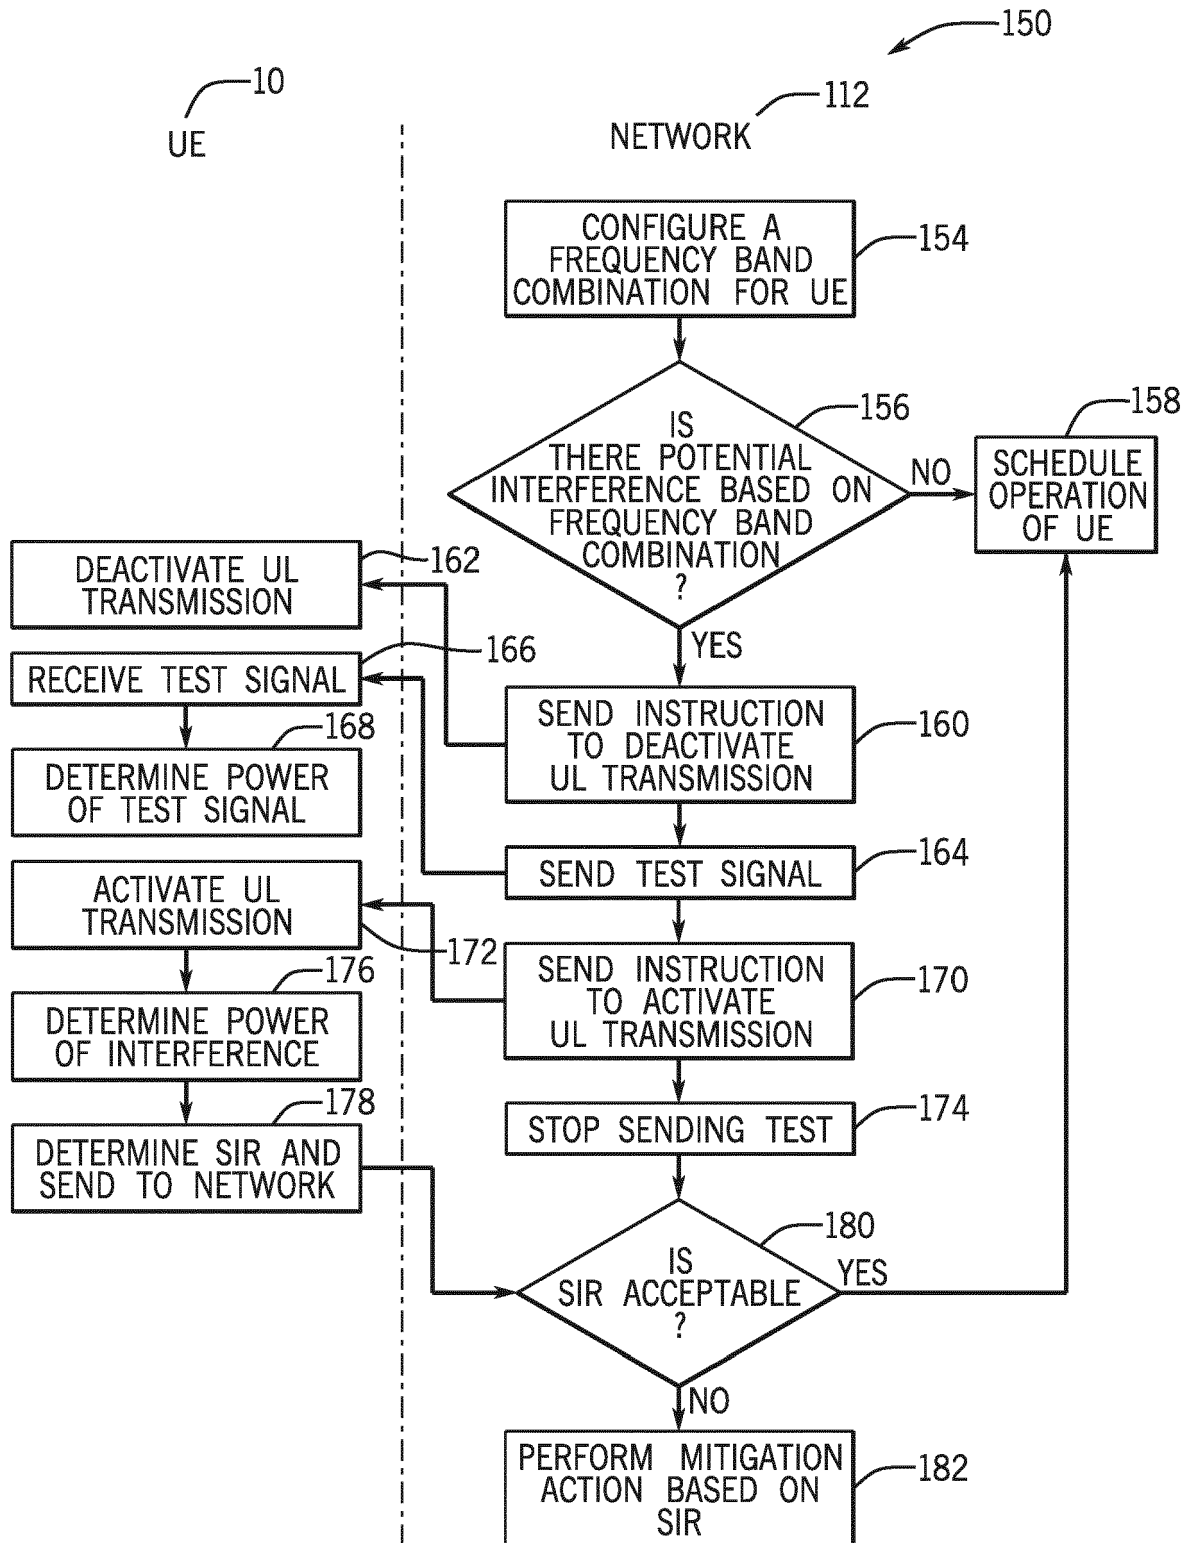 150
10
UE
112
NETWORK
CONFIGURE A
FREQUENCY BAND
COMBINATION FOR UE
154
IS
THERE POTENTIAL
INTERFERENCE BASED ON
FREQUENCY BAND
COMBINATION
?
156
NO
158
SCHEDULE
OPERATION
OF UE
YES
DEACTIVATE UL
TRANSMISSION
162
RECEIVE TEST SIGNAL
166
SEND INSTRUCTION
TO DEACTIVATE
UL TRANSMISSION
160
168
DETERMINE POWER
OF TEST SIGNAL
SEND TEST SIGNAL
164
ACTIVATE UL
TRANSMISSION
172
SEND INSTRUCTION
TO ACTIVATE
UL TRANSMISSION
170
176
DETERMINE POWER
OF INTERFERENCE
STOP SENDING TEST
174
178
DETERMINE SIR AND
SEND TO NETWORK
IS
SIR ACCEPTABLE
?
180
YES
NO
PERFORM MITIGATION
ACTION BASED ON
SIR
182